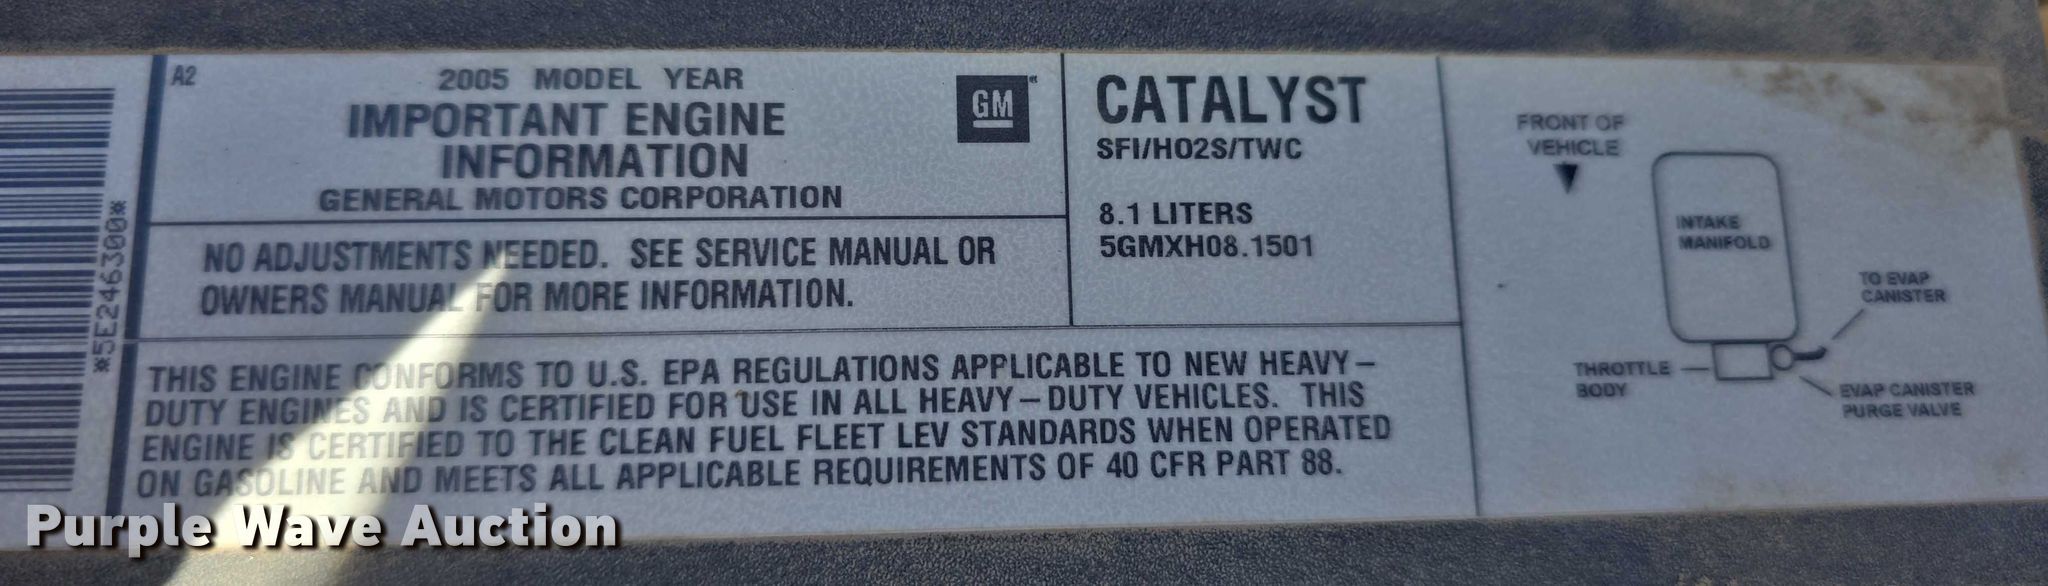 *5E246300*
A2
2005 MODEL YEAR
IMPORTANT ENGINE
INFORMATION
GENERAL MOTORS CORPORATION
GM
NO ADJUSTMENTS NEEDED. SEE SERVICE MANUAL OR
OWNERS MANUAL FOR MORE INFORMATION.
CATALYST
SFI/HO2S/TWC
8.1 LITERS
5GMXH08.1501
THIS ENGINE CONFORMS TO U.S. EPA REGULATIONS APPLICABLE TO NEW HEAVY-
DUTY ENGINES AND IS CERTIFIED FOR USE IN ALL HEAVY-DUTY VEHICLES. THIS
ENGINE IS CERTIFIED TO THE CLEAN FUEL FLEET LEV STANDARDS WHEN OPERATED
ON GASOLINE AND MEETS ALL APPLICABLE REQUIREMENTS OF 40 CFR PART 88.
FRONT OF
VEHICLE
INTAKE
MANIFOLD
TO EVAP
CANISTER
THROTTLE
BODY
EVAP CANISTER
PURGE VALVE
Purple Wave Auction